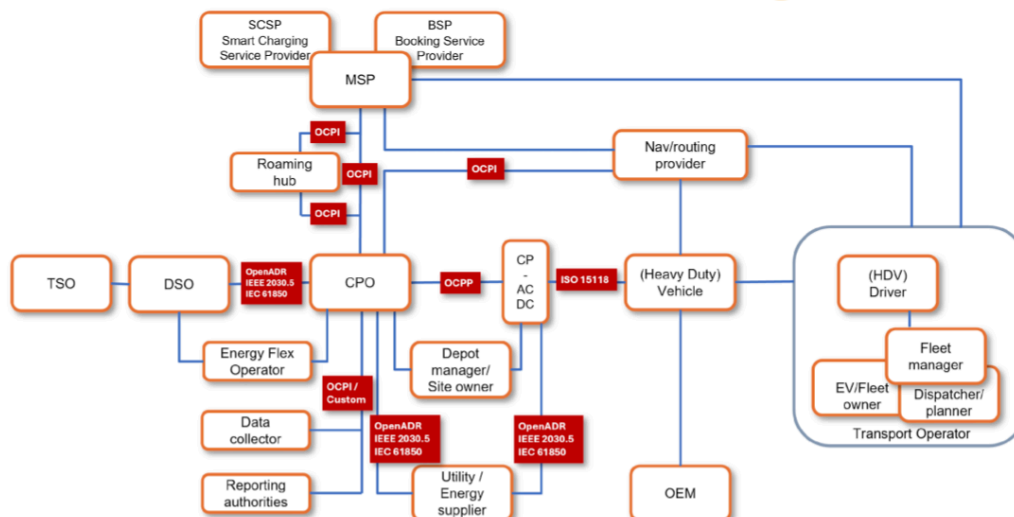 SCSP
Smart Charging
Service Provider
BSP
Booking Service
Provider
MSP
OCPI
Roaming
hub
OCPI
OCPI
OCPI
Nav/routing
provider
TSO
DSO
OpenADR
IEEE 2030.5
IEC 61850
CPO
OCPP
CP
-
AC
DC
ISO 15118
(Heavy Duty)
Vehicle
(HDV)
Driver
Fleet
manager
EV/Fleet
owner
Dispatcher/
planner
Transport Operator
Energy Flex
Operator
Depot
manager/
Site owner
OCPI /
Custom
Data
collector
OpenADR
IEEE 2030.5
IEC 61850
OpenADR
IEEE 2030.5
IEC 61850
Reporting
authorities
Utility /
Energy
supplier
OEM